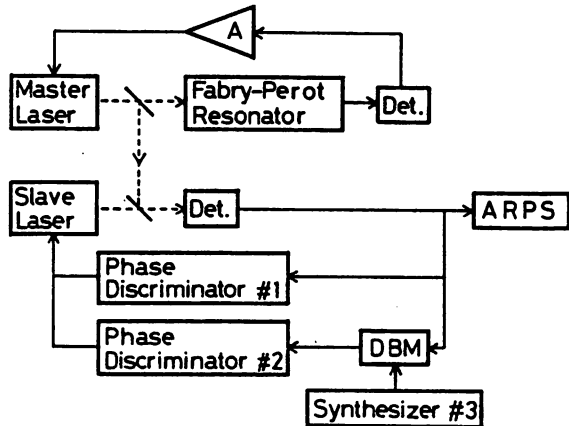 A
Master
Laser
Fabry-Perot
Resonator
Det.
Slave
Laser
Det.
ARPS
Phase
Discriminator #1
Phase
Discriminator #2
DBM
Synthesizer #3